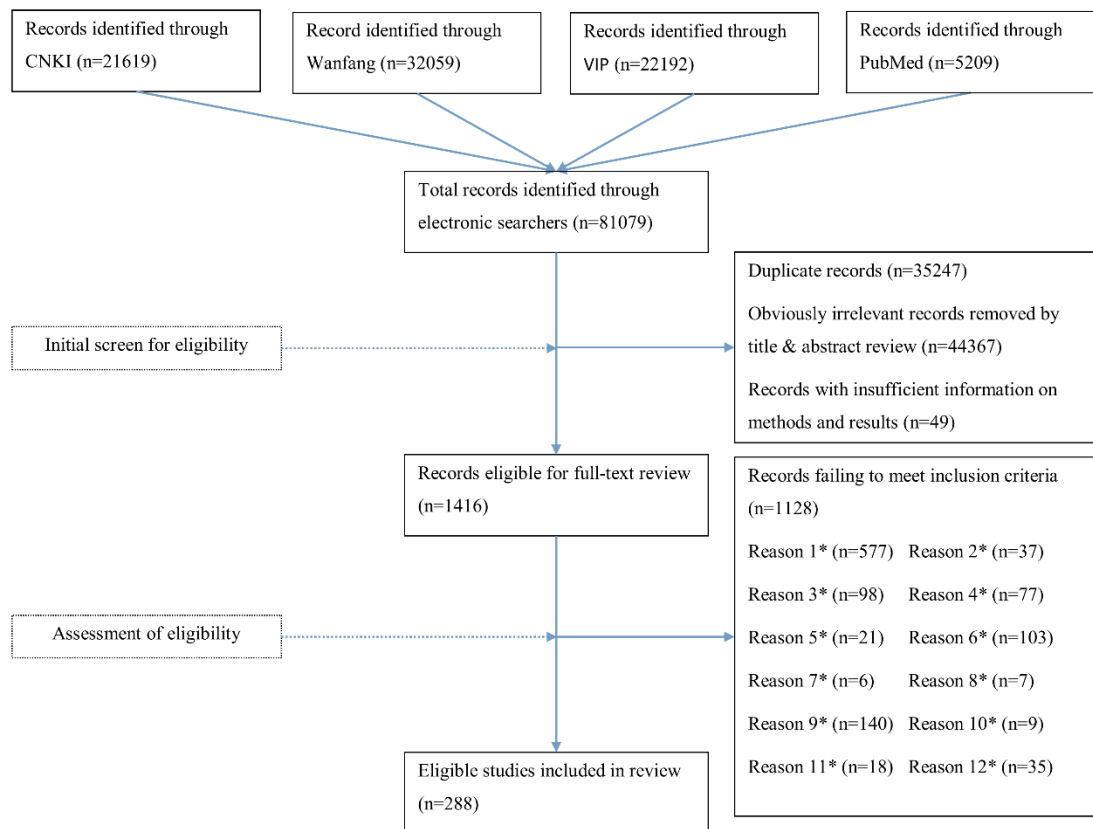 Records identified through
CNKI (n=21619)
Record identified through
Wanfang (n=32059)
Records identified through
VIP (n=22192)
Records identified through
PubMed (n=5209)
Total records identified through
electronic searchers (n=81079)
Duplicate records (n=35247)
Obviously irrelevant records removed by
title & abstract review (n=44367)
Records with insufficient information on
methods and results (n=49)
Initial screen for eligibility
Records eligible for full-text review
(n=1416)
Records failing to meet inclusion criteria
(n=1128)
Reason 1* (n=577) Reason 2* (n=37)
Reason 3* (n=98) Reason 4* (n=77)
Reason 5* (n=21) Reason 6* (n=103)
Reason 7* (n=6) Reason 8* (n=7)
Reason 9* (n=140) Reason 10* (n=9)
Reason 11* (n=18) Reason 12* (n=35)
Assessment of eligibility
Eligible studies included in review
(n=288)